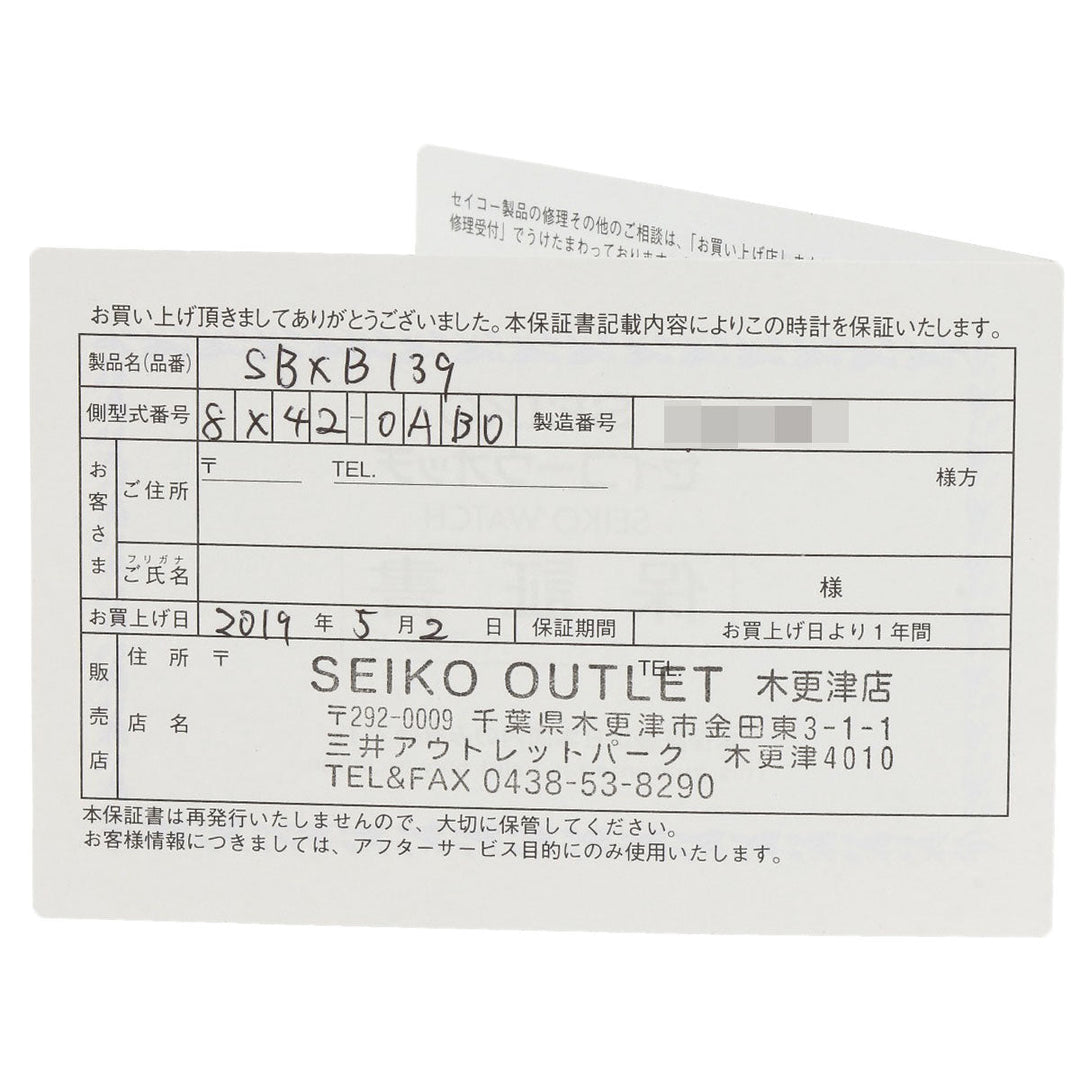 セイコー製品の修理その他のご相談は、「お買い上げ店
修理受付」でうけたまわっております
お買い上げ頂きましてありがとうございました。本保証書記載内容によりこの時計を保証いたします。
製品名(品番) SBXB139
側型式番号 8X42-0AB0 製造番号
お客さま
ご住所 〒 TEL. 様方
フリガナ
ご氏名 様
お買上げ日 2019年5月2日 保証期間 お買上げ日より1年間
販売店
住所 〒 TEL.
店名
SEIKO OUTLET 木更津店
〒292-0009 千葉県木更津市金田東3-1-1
三井アウトレットパーク 木更津4010
TEL&FAX 0438-53-8290
本保証書は再発行いたしませんので、大切に保管してください。
お客様情報につきましては、アフターサービス目的にのみ使用いたします。